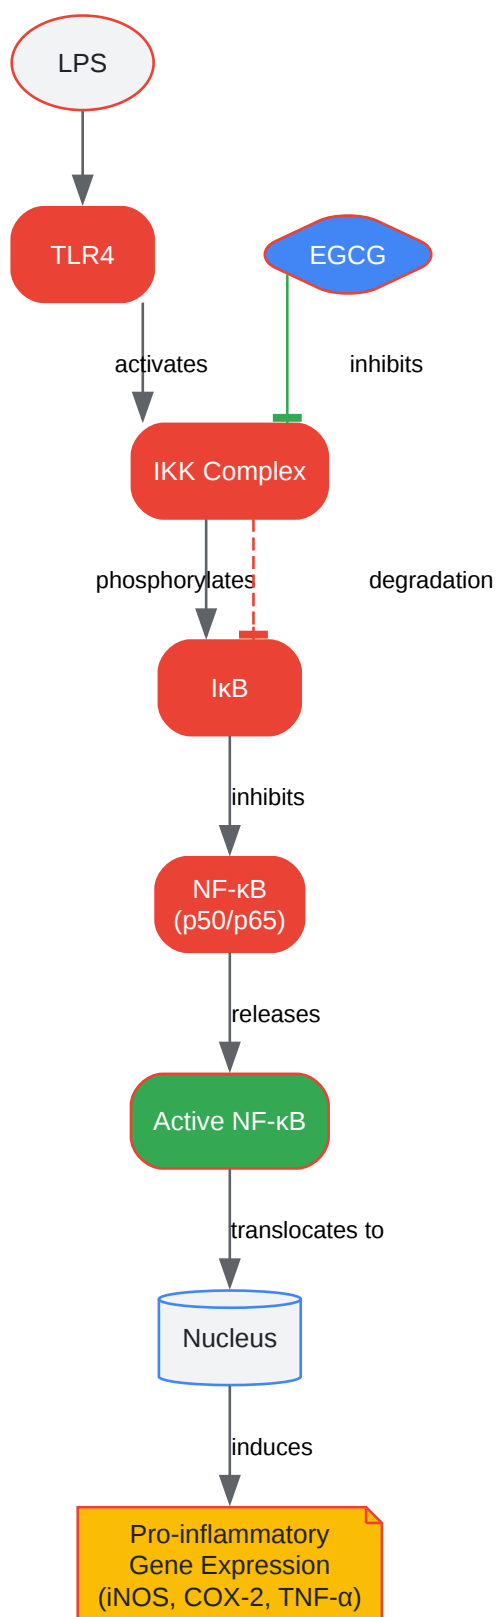 LPS
TLR4
EGCG
activates
inhibits
IKK Complex
phosphorylates
degradation
IκB
inhibits
NF-κB
(p50/p65)
releases
Active NF-κB
translocates to
Nucleus
induces
Pro-inflammatory
Gene Expression
(iNOS, COX-2, TNF-α)